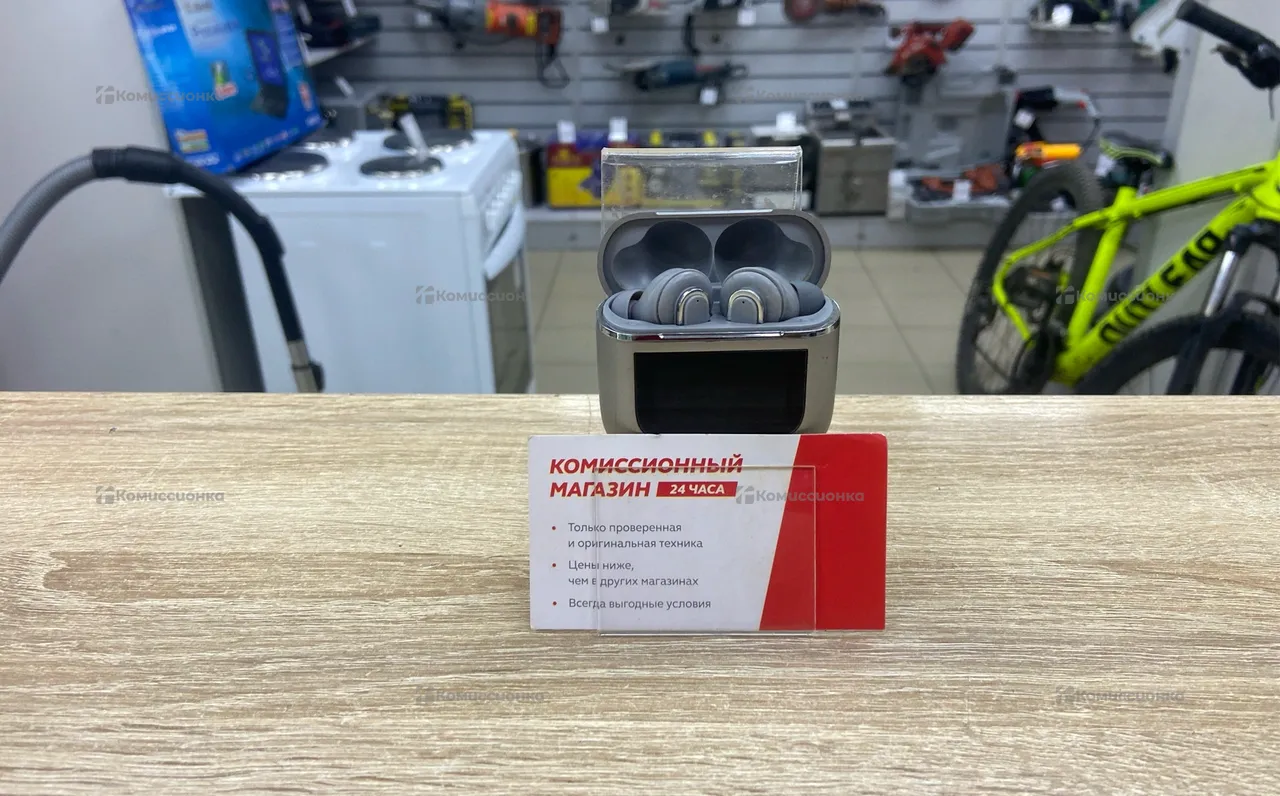 КОМИССИОННЫЙ
МАГАЗИН 24 ЧАСА
• Только проверенная
и оригинальная техника
• Цены ниже,
чем в других магазинах
• Всегда выгодные условия
Комиссионка
Комиссионка
Комиссионка
Комиссионка
Комиссионка
Комиссионка
Комиссионка